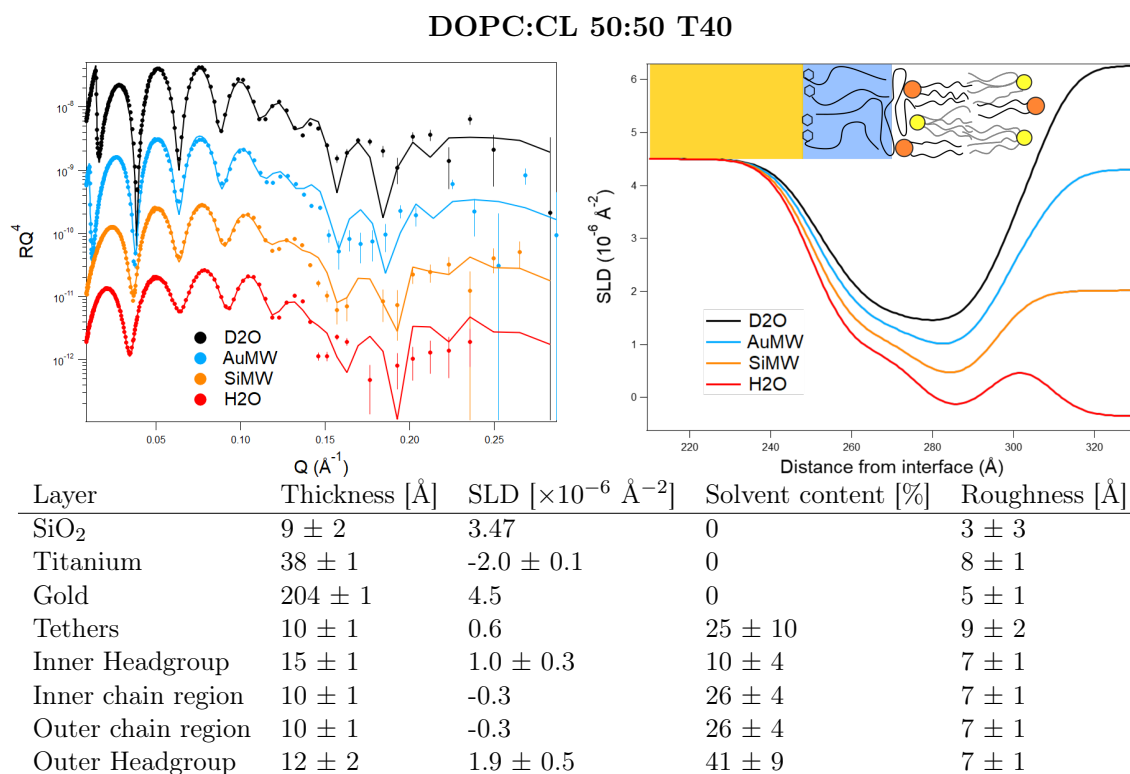 DOPC:CL 50:50 T40
RQ⁴
10⁻⁸
10⁻⁹
10⁻¹⁰
10⁻¹¹
10⁻¹²
D2O
AuMW
SiMW
H2O
0.05 0.10 0.15 0.20 0.25
Q (Å⁻¹)
SLD (10⁻⁶ Å⁻²)
6
5
4
3
2
1
0
D2O
AuMW
SiMW
H2O
220 240 260 280 300 320
Distance from interface (Å)
Layer Thickness [Å] SLD [×10⁻⁶ Å⁻²] Solvent content [%] Roughness [Å]
SiO₂ 9 ± 2 3.47 0 3 ± 3
Titanium 38 ± 1 -2.0 ± 0.1 0 8 ± 1
Gold 204 ± 1 4.5 0 5 ± 1
Tethers 10 ± 1 0.6 25 ± 10 9 ± 2
Inner Headgroup 15 ± 1 1.0 ± 0.3 10 ± 4 7 ± 1
Inner chain region 10 ± 1 -0.3 26 ± 4 7 ± 1
Outer chain region 10 ± 1 -0.3 26 ± 4 7 ± 1
Outer Headgroup 12 ± 2 1.9 ± 0.5 41 ± 9 7 ± 1